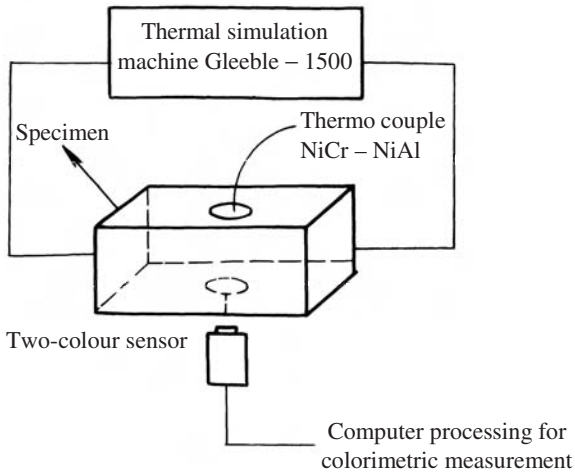 Thermal simulation
machine Gleeble – 1500
Specimen
Thermo couple
NiCr – NiAl
Two-colour sensor
Computer processing for
colorimetric measurement